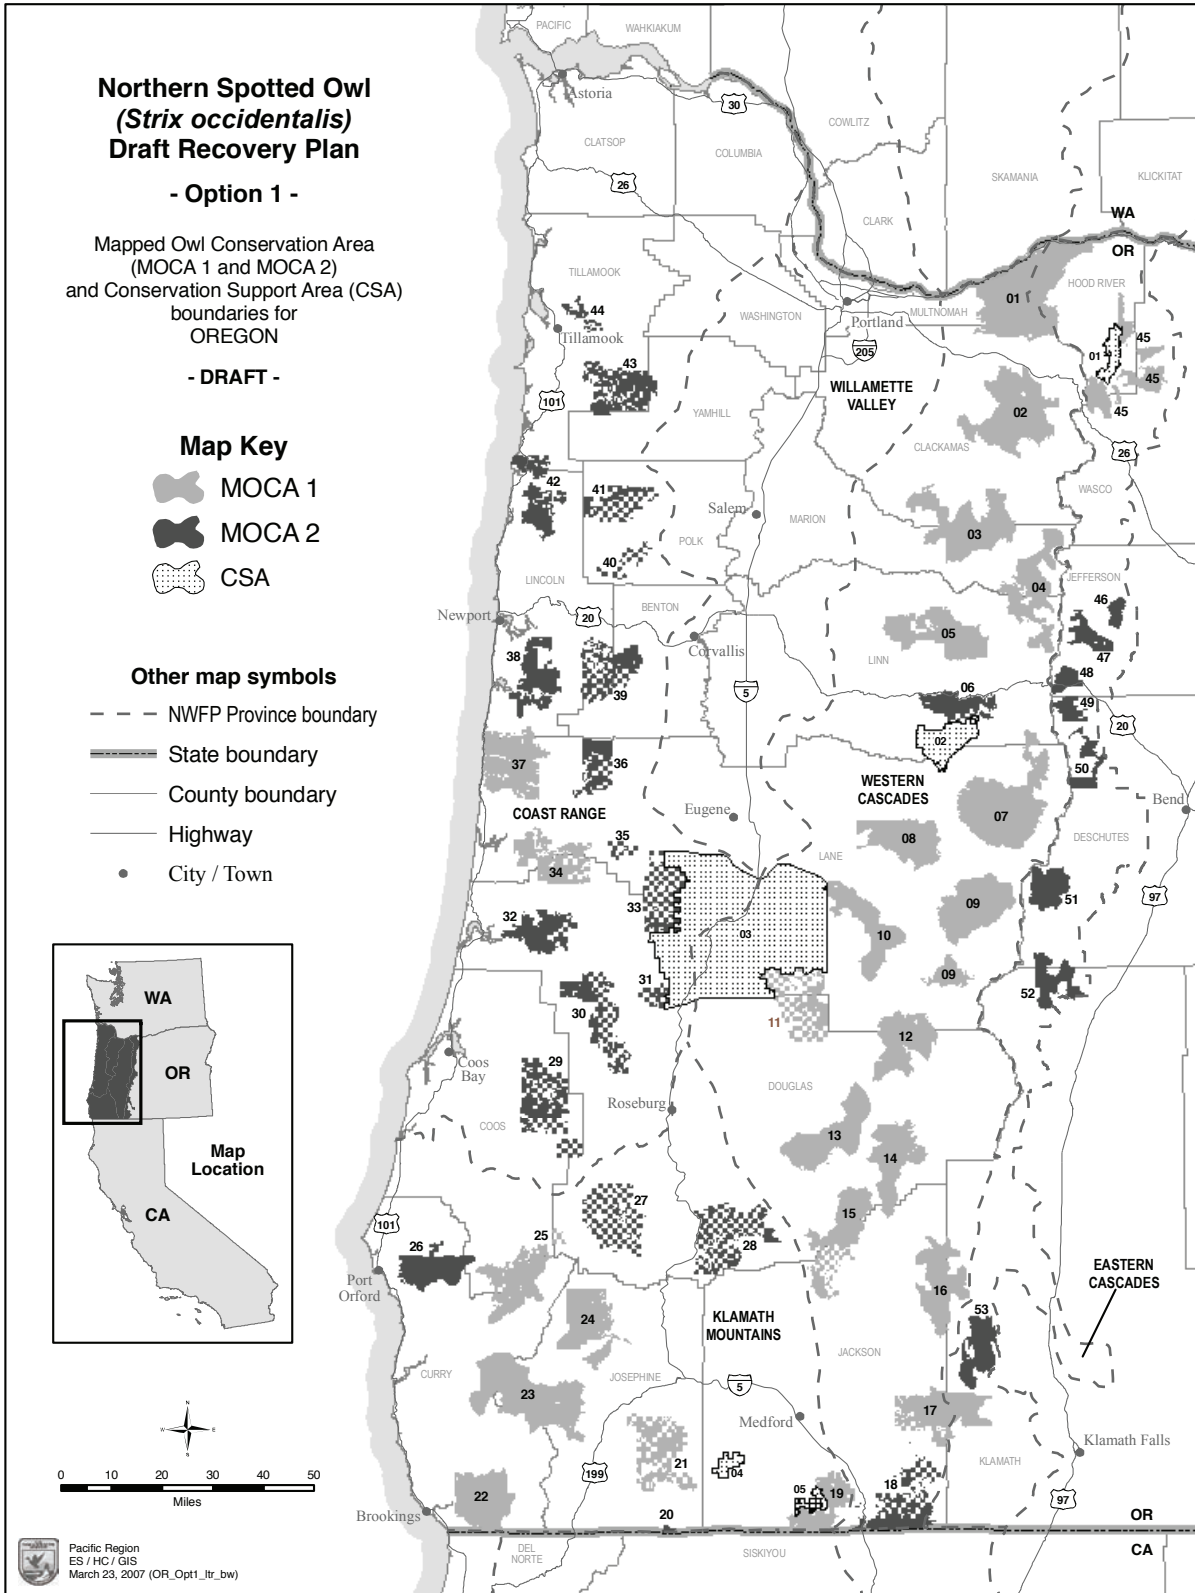 Northern Spotted Owl
(Strix occidentalis)
Draft Recovery Plan
- Option 1 -
Mapped Owl Conservation Area
(MOCA 1 and MOCA 2)
and Conservation Support Area (CSA)
boundaries for
OREGON
- DRAFT -
Map Key
MOCA 1
MOCA 2
CSA
Other map symbols
NWFP Province boundary
State boundary
County boundary
Highway
City / Town
WA
OR
CA
Map
Location
N
W E
S
0 10 20 30 40 50
Miles
Pacific Region
ES / HC / GIS
March 23, 2007 (OR_Opt1_ltr_bw)
PACIFIC
WAHKIAKUM
Astoria
30
COWLITZ
CLATSOP
COLUMBIA
26
SKAMANIA
KLICKITAT
CLARK
WA
OR
TILLAMOOK
HOOD RIVER
01
44
WASHINGTON
Portland
MULTNOMAH
Tillamook
205
01
45
43
45
WILLAMETTE
VALLEY
101
YAMHILL
02
45
CLACKAMAS
26
42
41
WASCO
Salem
MARION
03
POLK
40
04
LINCOLN
JEFFERSON
BENTON
46
Newport
20
05
Corvallis
LINN
47
38
39
48
5
06
49
20
02
37
36
50
WESTERN
CASCADES
Bend
COAST RANGE
Eugene
07
35
08
DESCHUTES
LANE
34
97
33
09
51
32
03
10
09
31
52
30
11
12
Coos
Bay
29
DOUGLAS
Roseburg
COOS
13
14
27
15
101
25
28
26
EASTERN
CASCADES
Port
Orford
16
53
24
KLAMATH
MOUNTAINS
JACKSON
CURRY
JOSEPHINE
5
23
17
Medford
Klamath Falls
21
04
KLAMATH
199
22
05
19
18
97
Brookings
20
OR
CA
DEL
NORTE
SISKIYOU